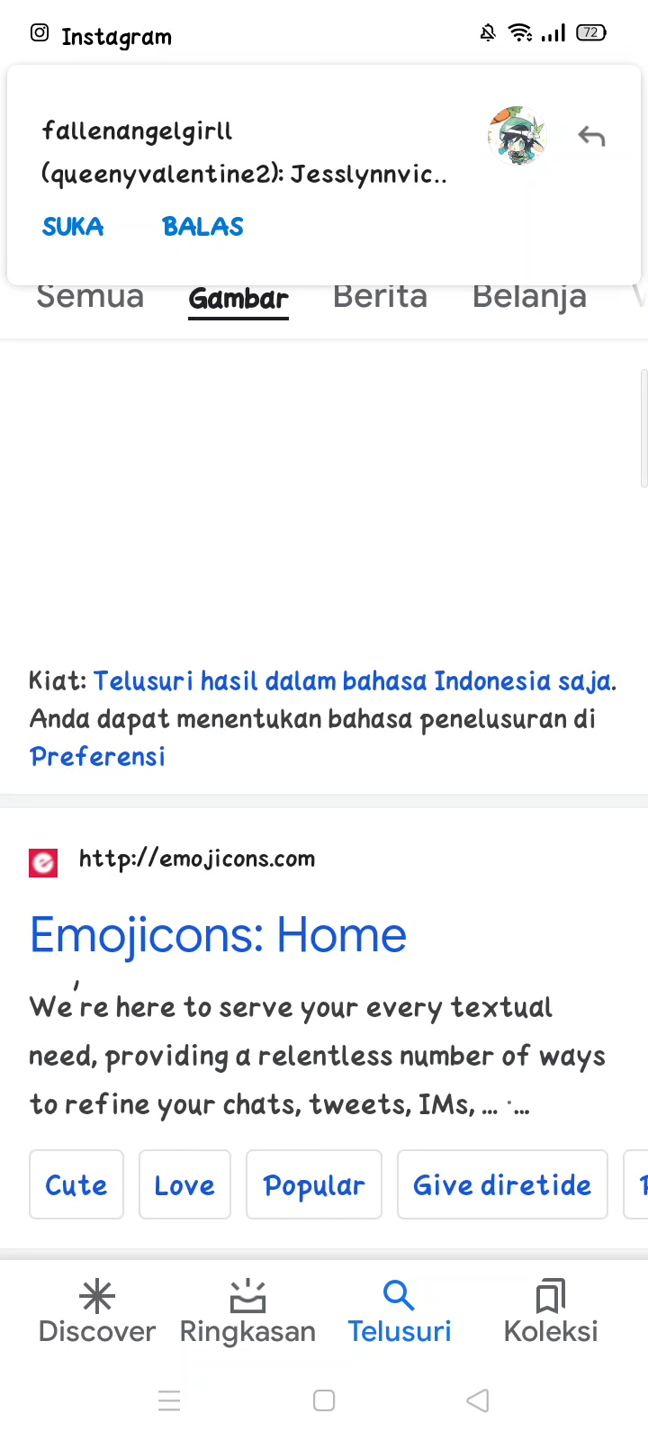 Instagram
72
fallenangelgirll
(queenyvalentine2): Jesslynnvic..
SUKA BALAS
Semua Gambar Berita Belanja
Kiat: Telusuri hasil dalam bahasa Indonesia saja.
Anda dapat menentukan bahasa penelusuran di
Preferensi
http://emojicons.com
Emojicons: Home
We're here to serve your every textual
need, providing a relentless number of ways
to refine your chats, tweets, IMs, ... · ...
Cute Love Popular Give diretide
Discover Ringkasan Telusuri Koleksi